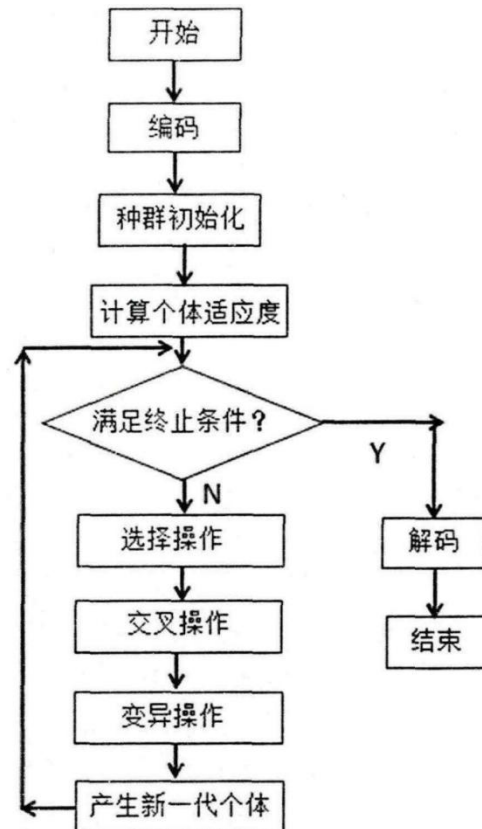 开始
编码
种群初始化
计算个体适应度
满足终止条件？
Y
N
选择操作
解码
交叉操作
结束
变异操作
产生新一代个体